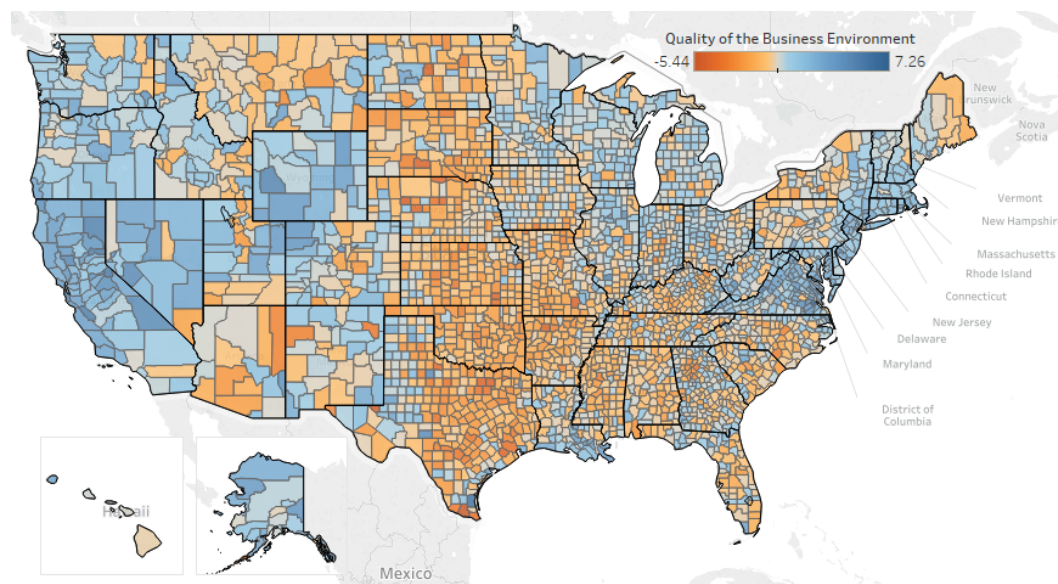 Quality of the Business Environment
-5.44
7.26
New
Nova
Scotia
Vermont
New Hampshire
Massachusetts
Rhode Island
Connecticut
New Jersey
Delaware
Maryland
District of
Columbia
Mexico